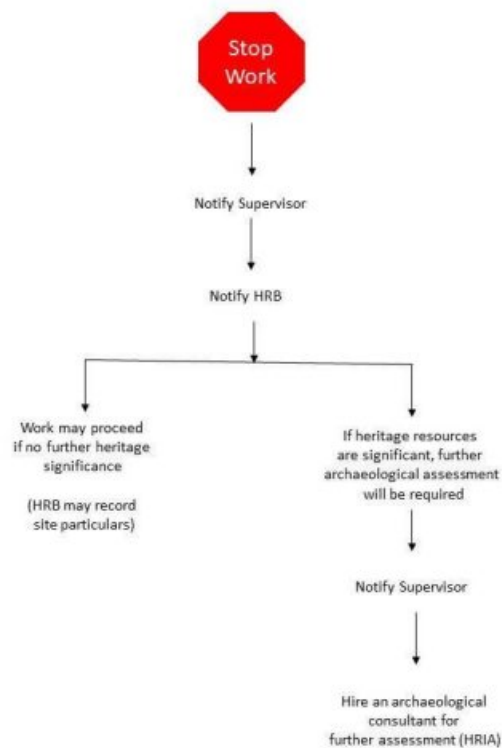 Stop
Work
Notify Supervisor
Notify HRB
Work may proceed
if no further heritage
significance
(HRB may record
site particulars)
If heritage resources
are significant, further
archaeological assessment
will be required
Notify Supervisor
Hire an archaeological
consultant for
further assessment (HRIA)